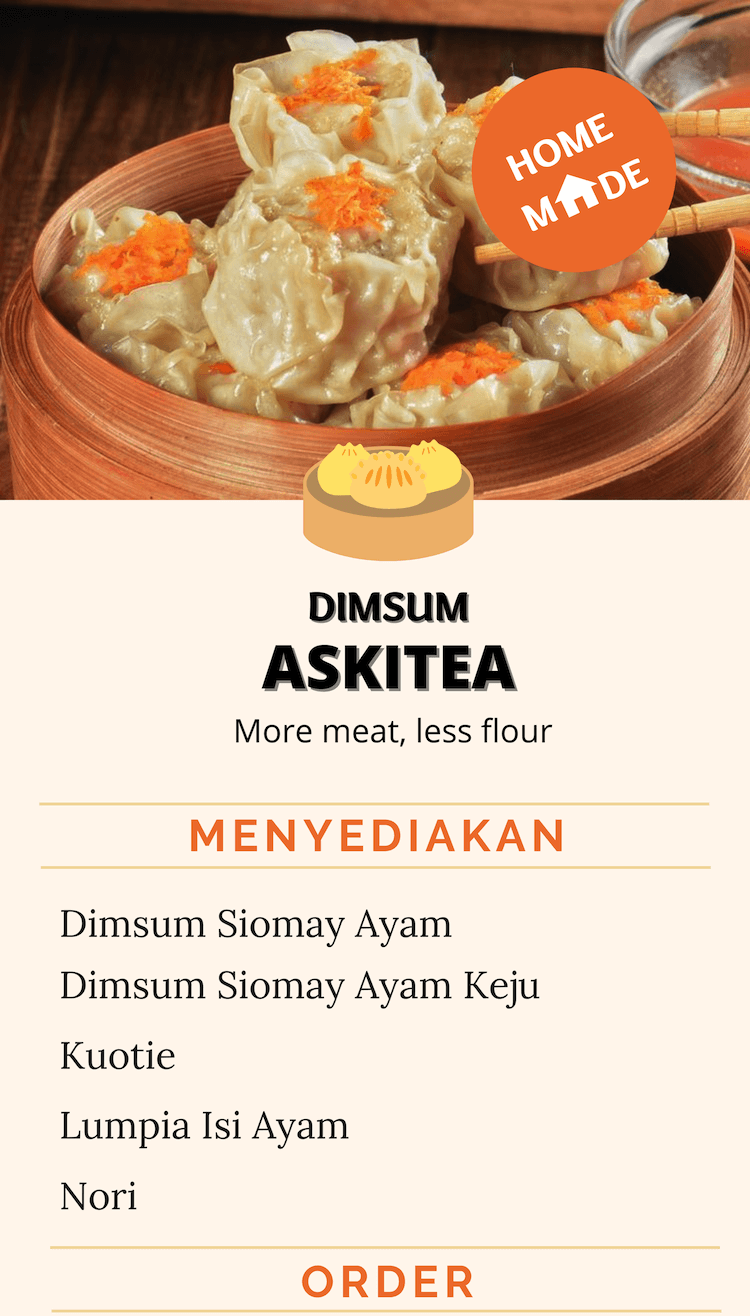 HOME
MADE
DIMSUM
ASKITEA
More meat, less flour
MENYEDIAKAN
Dimsum Siomay Ayam
Dimsum Siomay Ayam Keju
Kuotie
Lumpia Isi Ayam
Nori
ORDER